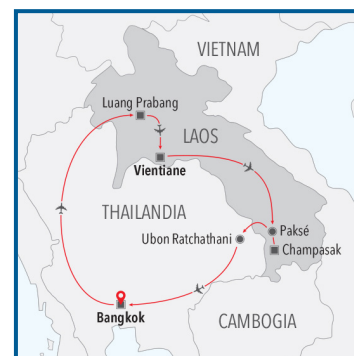 VIETNAM
Luang Prabang
LAOS
Vientiane
THAILANDIA
Paksé
Ubon Ratchathani
Champasak
Bangkok
CAMBOGIA